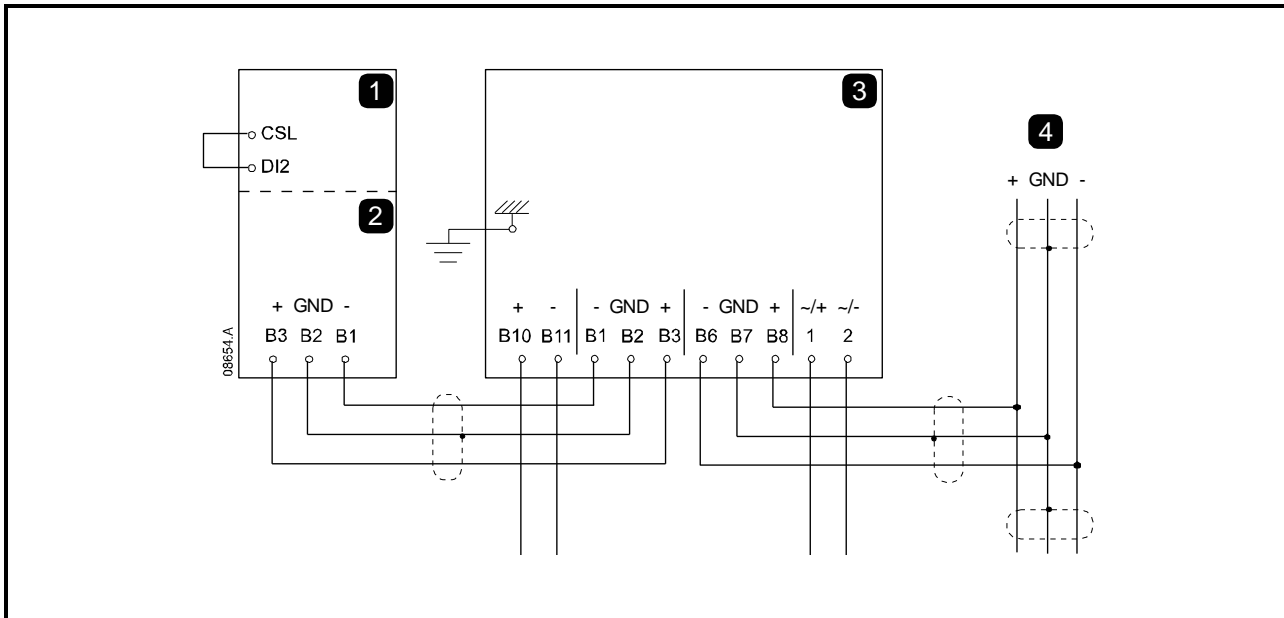 1
CSL
DI2
2
+ GND -
B3 B2 B1
08654.A
3
+ - - GND + - GND + ~/+ ~/-
B10 B11 B1 B2 B3 B6 B7 B8 1 2
4
+ GND -